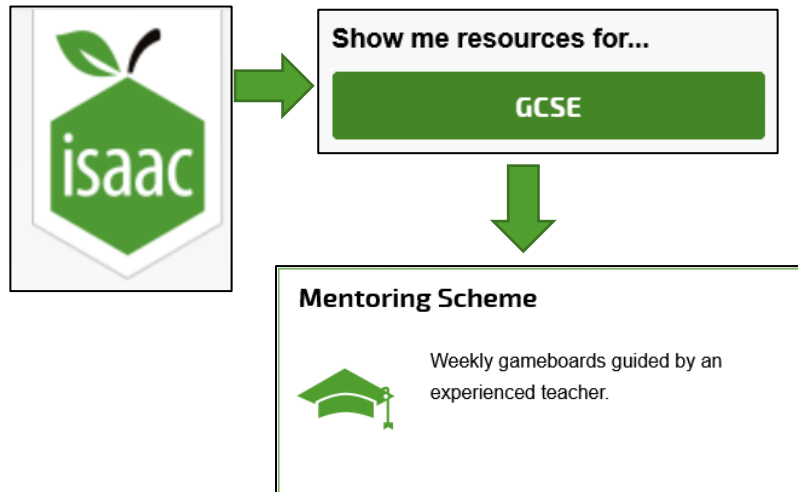 isaac
Show me resources for...
GCSE
Mentoring Scheme
Weekly gameboards guided by an
experienced teacher.